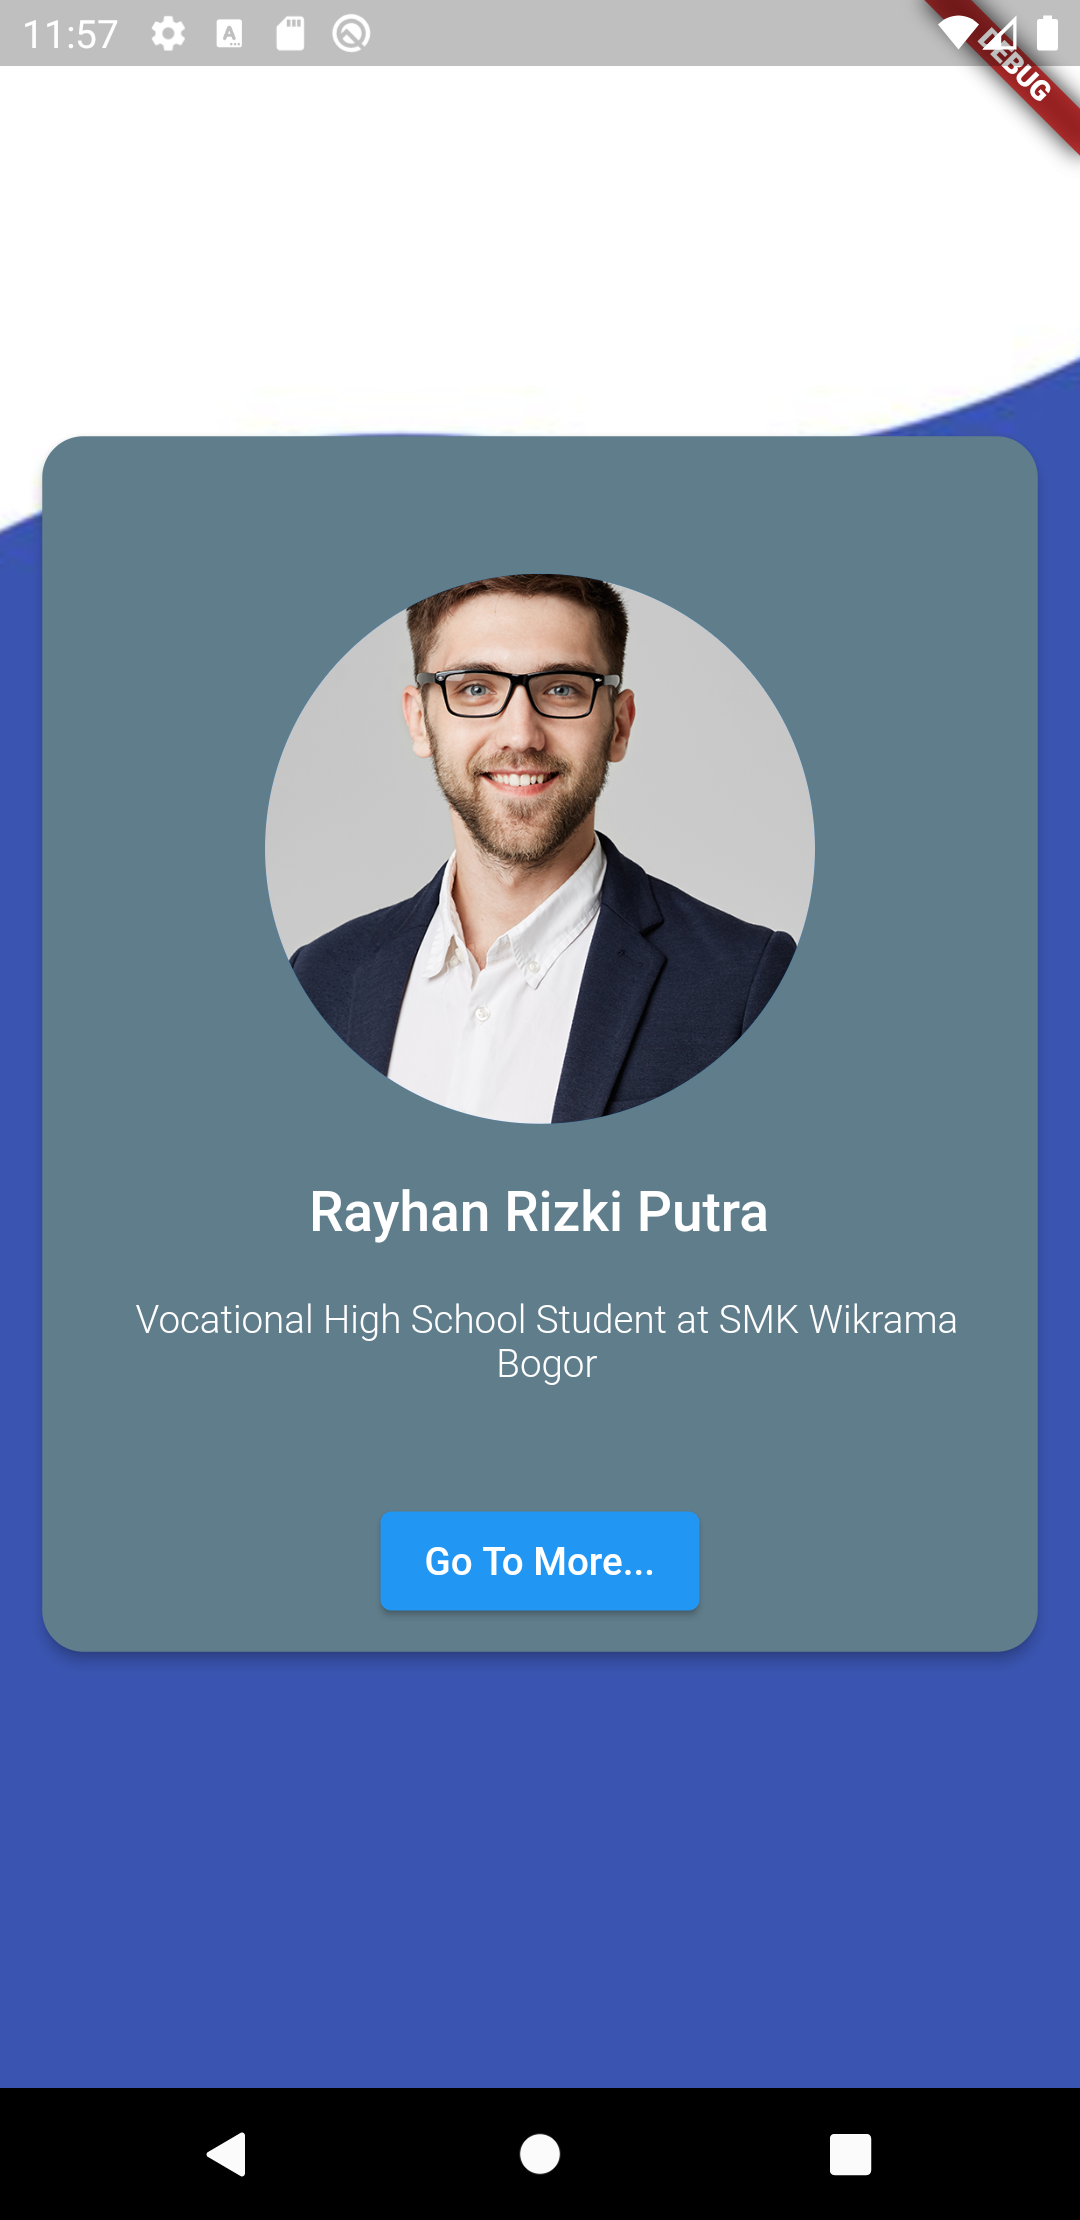 11:57
DEBUG
Rayhan Rizki Putra
Vocational High School Student at SMK Wikrama
Bogor
Go To More...